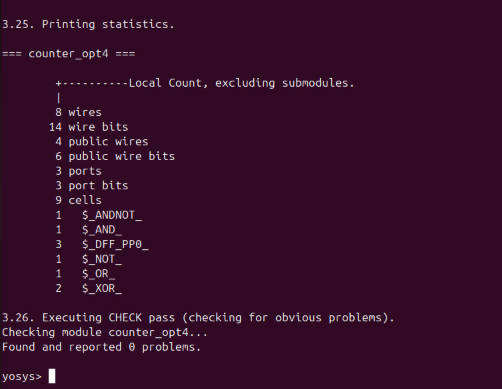 3.25. Printing statistics.
=== counter_opt4 ===
+----------Local Count, excluding submodules.
|
8 wires
14 wire bits
4 public wires
6 public wire bits
3 ports
3 port bits
9 cells
1   $_ANDNOT_
1   $_AND_
3   $_DFF_PP0_
1   $_NOT_
1   $_OR_
2   $_XOR_
3.26. Executing CHECK pass (checking for obvious problems).
Checking module counter_opt4...
Found and reported 0 problems.
yosys>